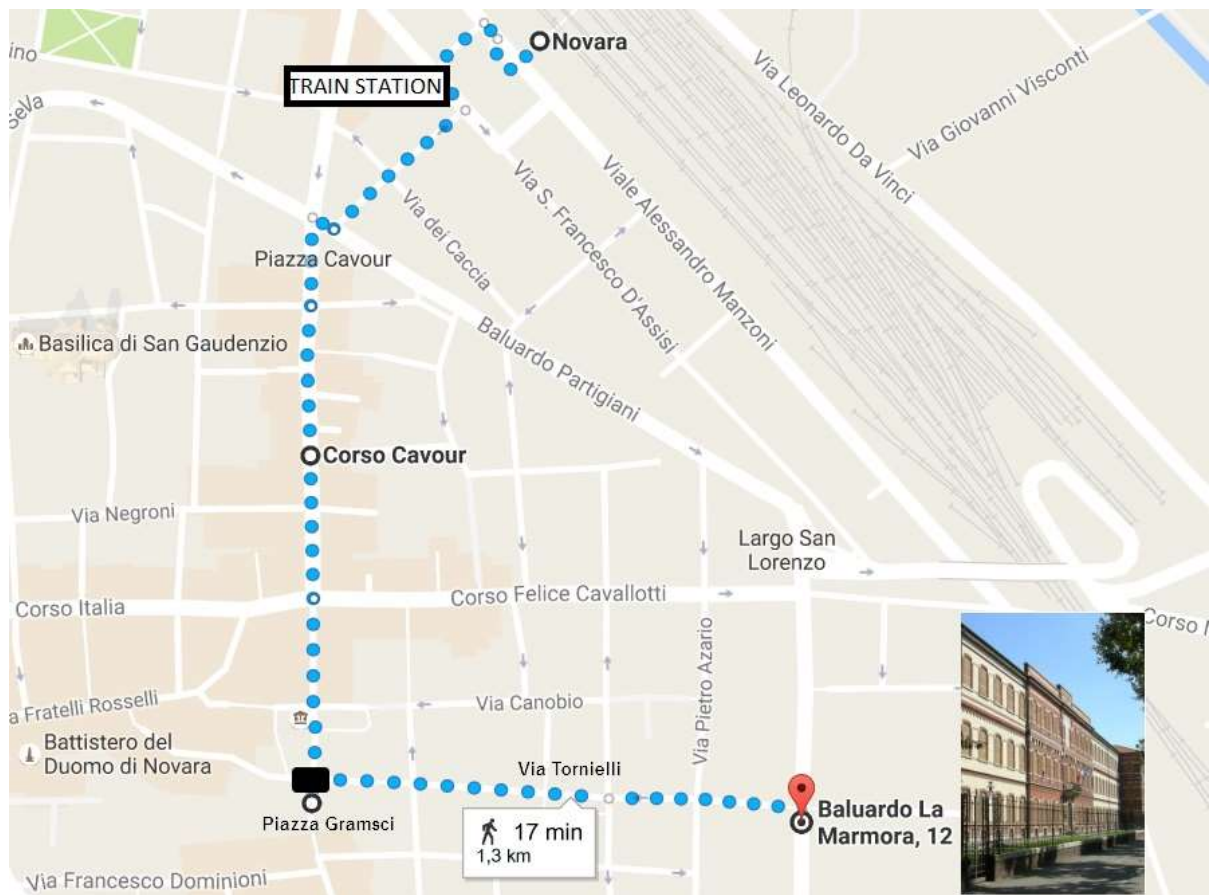 Novara
TRAIN STATION
ino
SeVa
Via Leonardo Da Vinci
Via Giovanni Visconti
Viale Alessandro Manzoni
Via S. Francesco D'Assisi
Via dei Caccia
Piazza Cavour
Baluardo Partigiani
Basilica di San Gaudenzio
Corso Cavour
Via Negroni
Largo San
Lorenzo
Corso Italia
Corso Felice Cavallotti
Corso M
Via Pietro Azario
a Fratelli Rosselli
Via Canobio
Battistero del
Duomo di Novara
Via Tornielli
Piazza Gramsci
17 min
1,3 km
Baluardo La
Marmora, 12
Via Francesco Dominioni